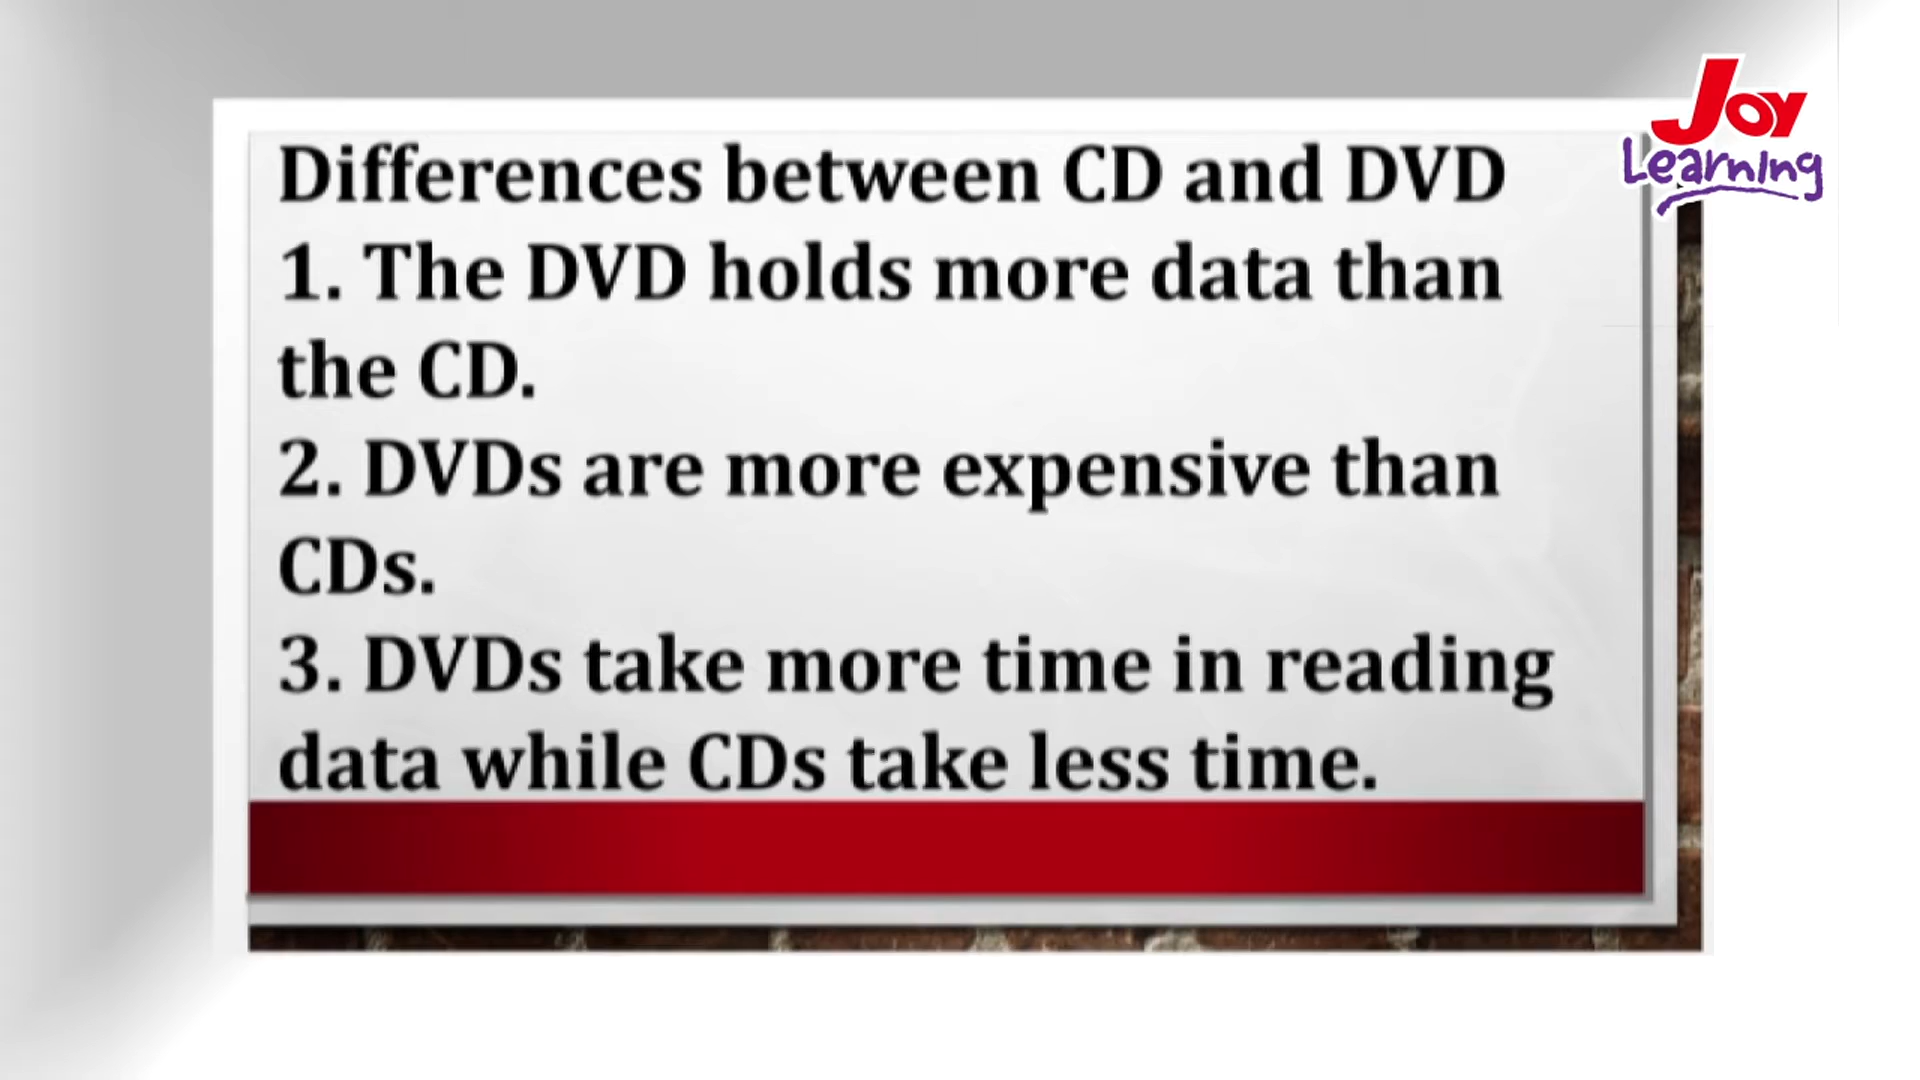 Joy
Learning
Differences between CD and DVD
1. The DVD holds more data than
the CD.
2. DVDs are more expensive than
CDs.
3. DVDs take more time in reading
data while CDs take less time.